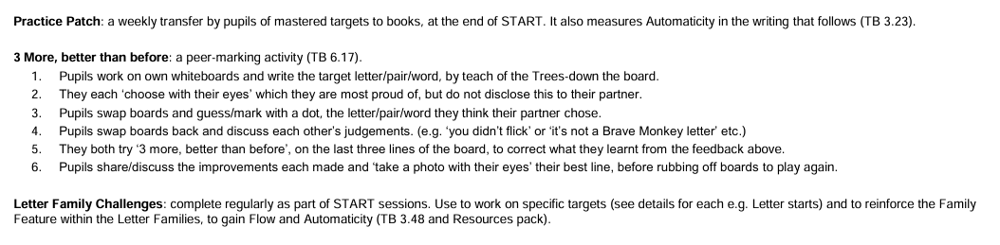 Practice Patch: a weekly transfer by pupils of mastered targets to books, at the end of START. It also measures Automaticity in the writing that follows (TB 3.23).
3 More, better than before: a peer-marking activity (TB 6.17).
1. Pupils work on own whiteboards and write the target letter/pair/word, by teach of the Trees-down the board.
2. They each ‘choose with their eyes’ which they are most proud of, but do not disclose this to their partner.
3. Pupils swap boards and guess/mark with a dot, the letter/pair/word they think their partner chose.
4. Pupils swap boards back and discuss each other’s judgements. (e.g. ‘you didn’t flick’ or ‘it’s not a Brave Monkey letter’ etc.)
5. They both try ‘3 more, better than before’, on the last three lines of the board, to correct what they learnt from the feedback above.
6. Pupils share/discuss the improvements each made and ‘take a photo with their eyes’ their best line, before rubbing off boards to play again.
Letter Family Challenges: complete regularly as part of START sessions. Use to work on specific targets (see details for each e.g. Letter starts) and to reinforce the Family
Feature within the Letter Families, to gain Flow and Automaticity (TB 3.48 and Resources pack).